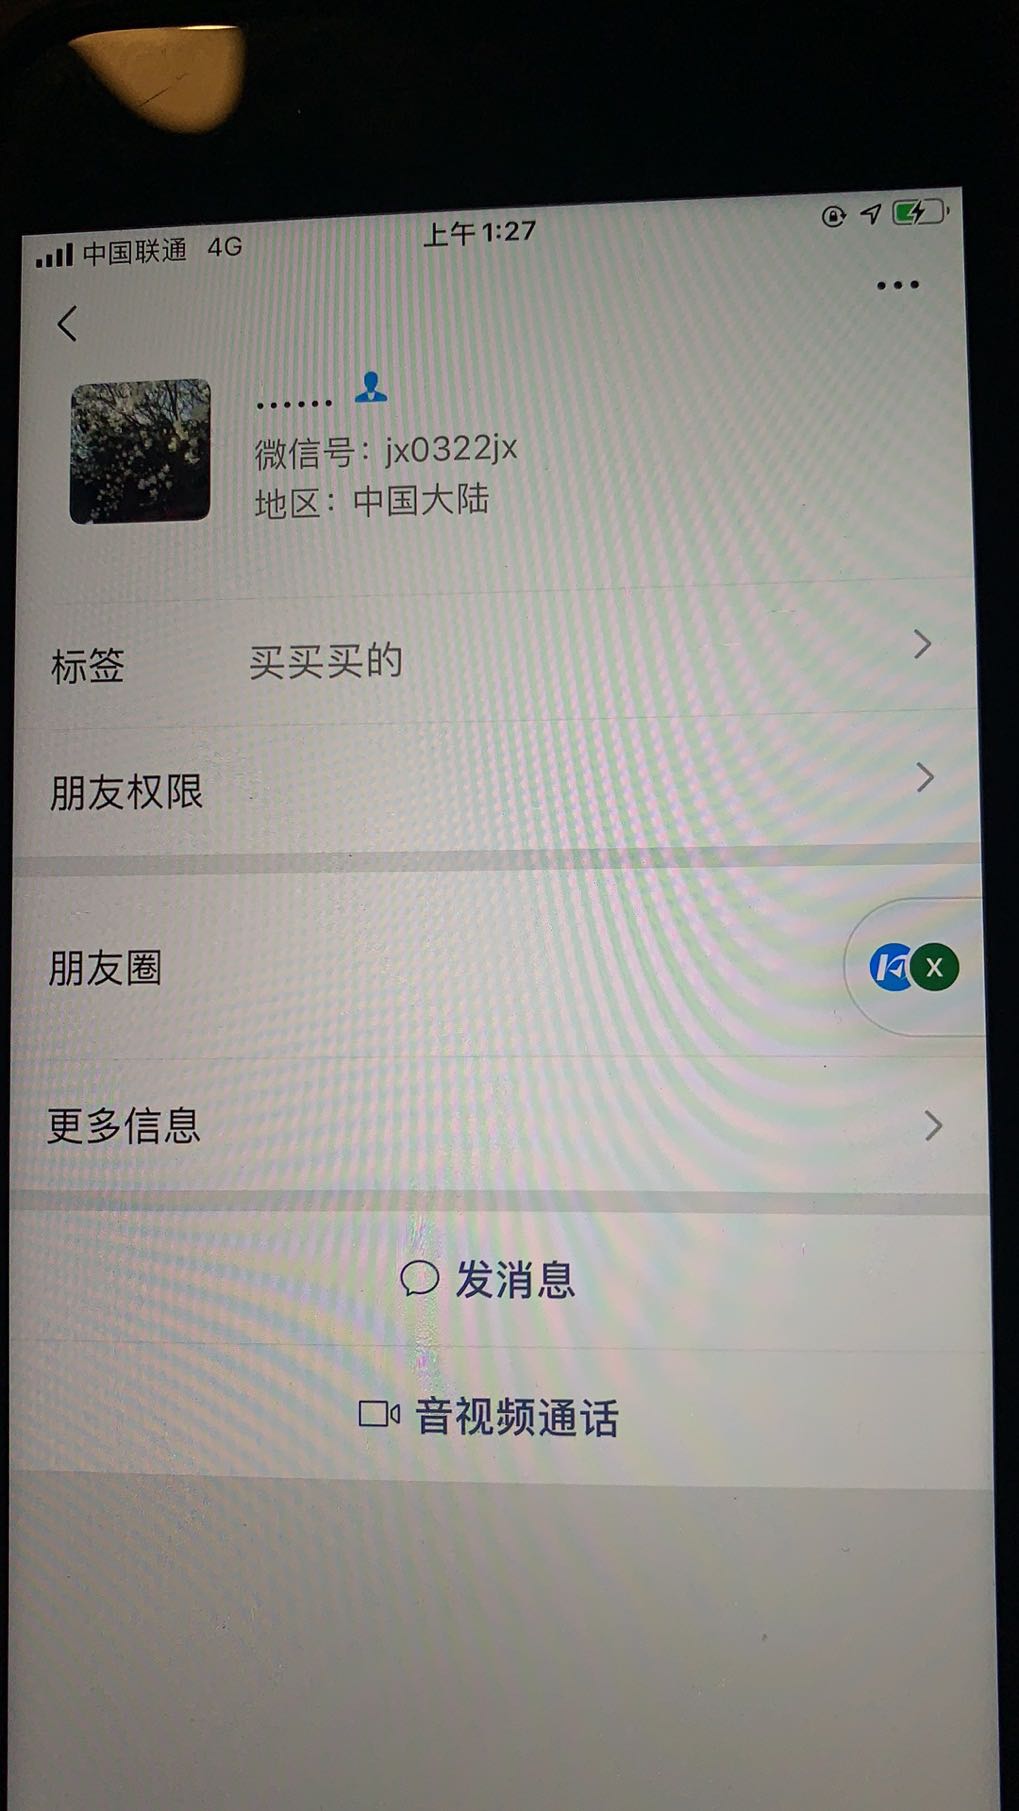 中国联通 4G 上午1:27
......
微信号：jx0322jx
地区：中国大陆
标签 买买买的
朋友权限
朋友圈
X
更多信息
发消息
音视频通话